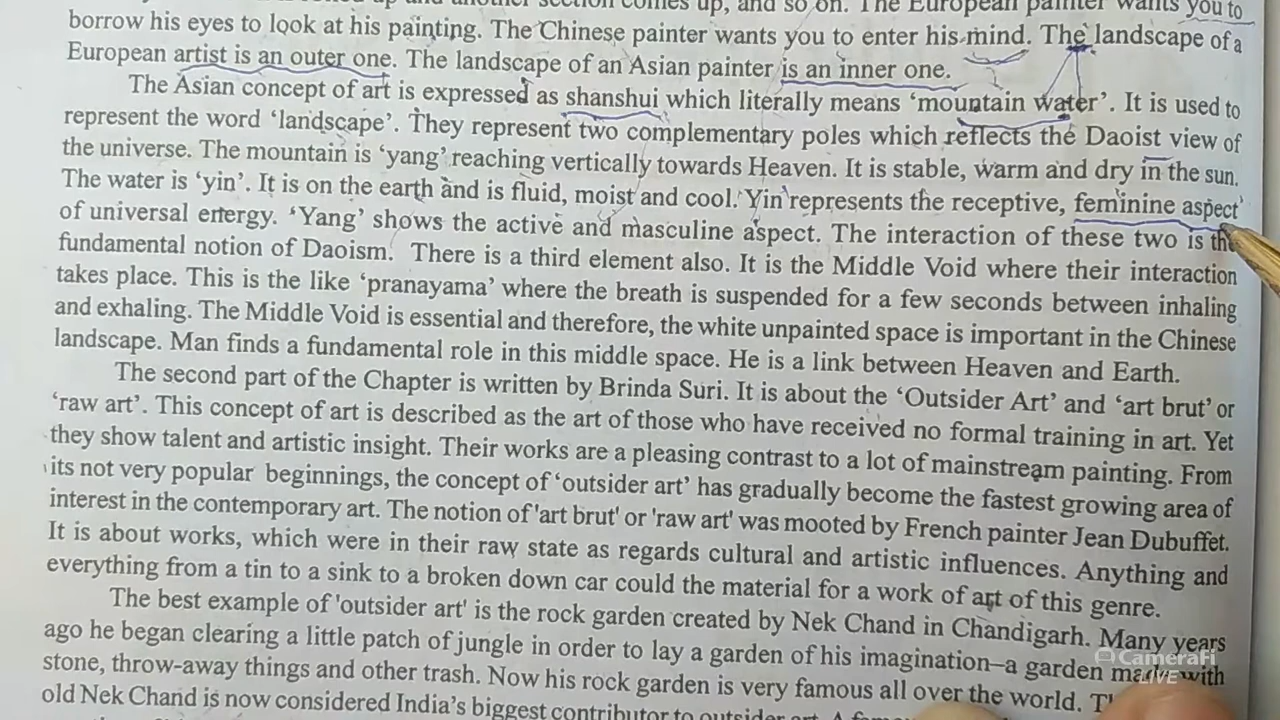 up and another section comes up, and so on. The European painter wants you to
borrow his eyes to look at his painting. The Chinese painter wants you to enter his mind. The landscape of a
European artist is an outer one. The landscape of an Asian painter is an inner one.
The Asian concept of art is expressed as shanshui which literally means ‘mountain water’. It is used to
represent the word ‘landscape’. They represent two complementary poles which reflects the Daoist view of
the universe. The mountain is ‘yang’ reaching vertically towards Heaven. It is stable, warm and dry in the sun.
The water is ‘yin’. It is on the earth and is fluid, moist and cool. Yin represents the receptive, feminine aspect
of universal energy. ‘Yang’ shows the active and masculine aspect. The interaction of these two is the
fundamental notion of Daoism. There is a third element also. It is the Middle Void where their interaction
takes place. This is the like ‘pranayama’ where the breath is suspended for a few seconds between inhaling
and exhaling. The Middle Void is essential and therefore, the white unpainted space is important in the Chinese
landscape. Man finds a fundamental role in this middle space. He is a link between Heaven and Earth.
The second part of the Chapter is written by Brinda Suri. It is about the ‘Outsider Art’ and ‘art brut’ or
‘raw art’. This concept of art is described as the art of those who have received no formal training in art. Yet
they show talent and artistic insight. Their works are a pleasing contrast to a lot of mainstream painting. From
its not very popular beginnings, the concept of ‘outsider art’ has gradually become the fastest growing area of
interest in the contemporary art. The notion of 'art brut' or 'raw art' was mooted by French painter Jean Dubuffet.
It is about works, which were in their raw state as regards cultural and artistic influences. Anything and
everything from a tin to a sink to a broken down car could the material for a work of art of this genre.
The best example of 'outsider art' is the rock garden created by Nek Chand in Chandigarh. Many years
ago he began clearing a little patch of jungle in order to lay a garden of his imagination–a garden made with
stone, throw-away things and other trash. Now his rock garden is very famous all over the world.
old Nek Chand is now considered India's biggest contributor to outsider art.
CameraFi
LIVE